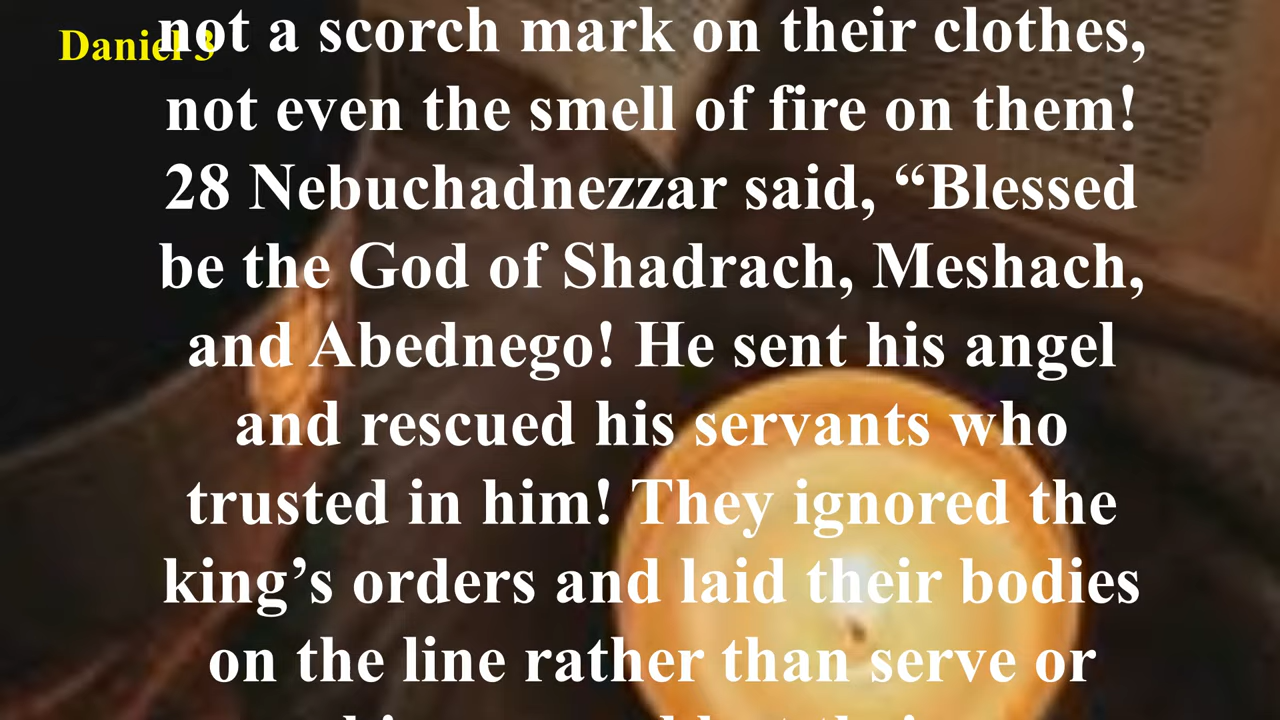 Daniel 3
not a scorch mark on their clothes,
not even the smell of fire on them!
28 Nebuchadnezzar said, “Blessed
be the God of Shadrach, Meshach,
and Abednego! He sent his angel
and rescued his servants who
trusted in him! They ignored the
king’s orders and laid their bodies
on the line rather than serve or